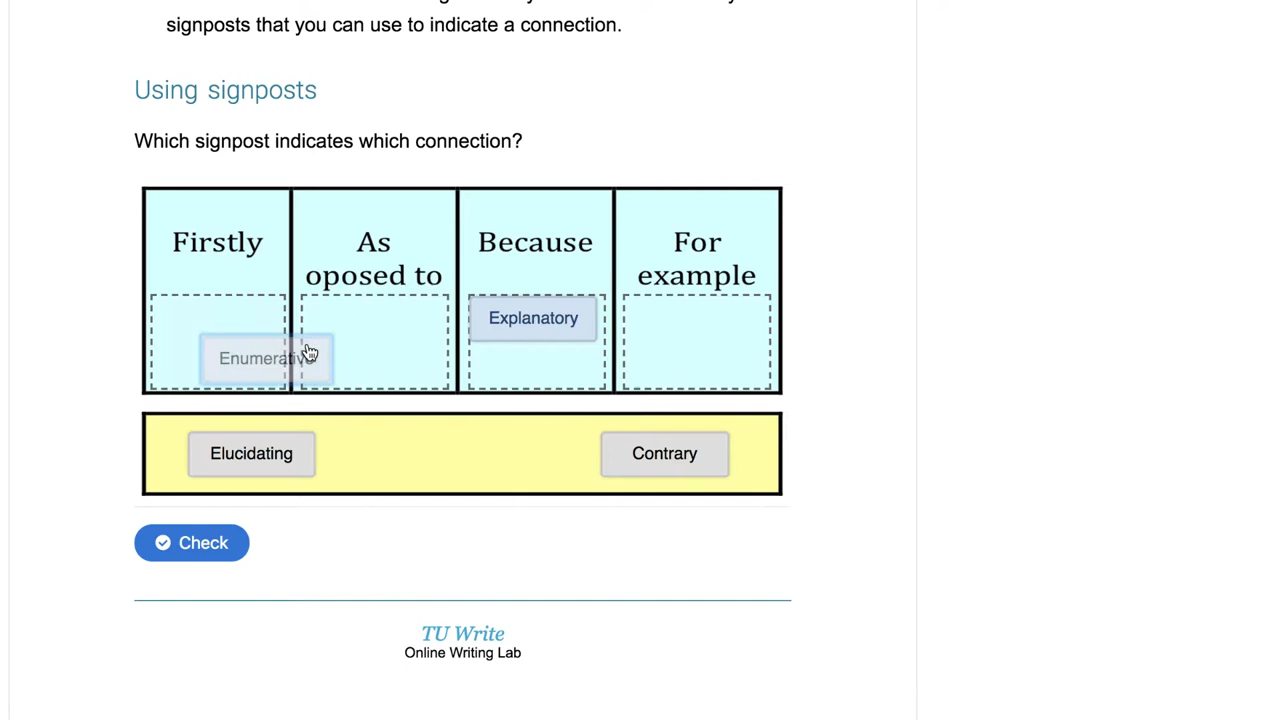 signposts that you can use to indicate a connection.
Using signposts
Which signpost indicates which connection?
Firstly
As
oposed to
Because
For
example
Explanatory
Enumerative
Elucidating
Contrary
Check
TU Write
Online Writing Lab